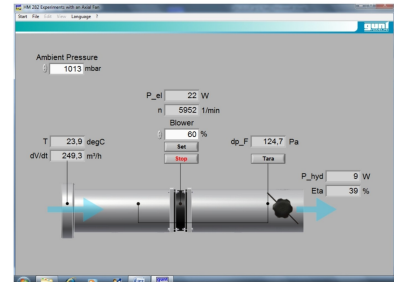 HM 282 Experiments with an Axial Fan
Start File Edit View Language ?
gunt
Ambient Pressure
1013 mbar
P_el 22 W
n 5952 1/min
Blower
60 %
Set
Stop
T 23,9 degC
dV/dt 249,3 m³/h
dp_F 124,7 Pa
Tara
P_hyd 9 W
Eta 39 %